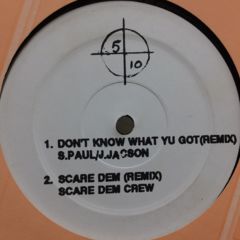 5
10
1. DON'T KNOW WHAT YU GOT(REMIX)
S.PAUL/J.JACSON
2. SCARE DEM (REMIX)
SCARE DEM CREW